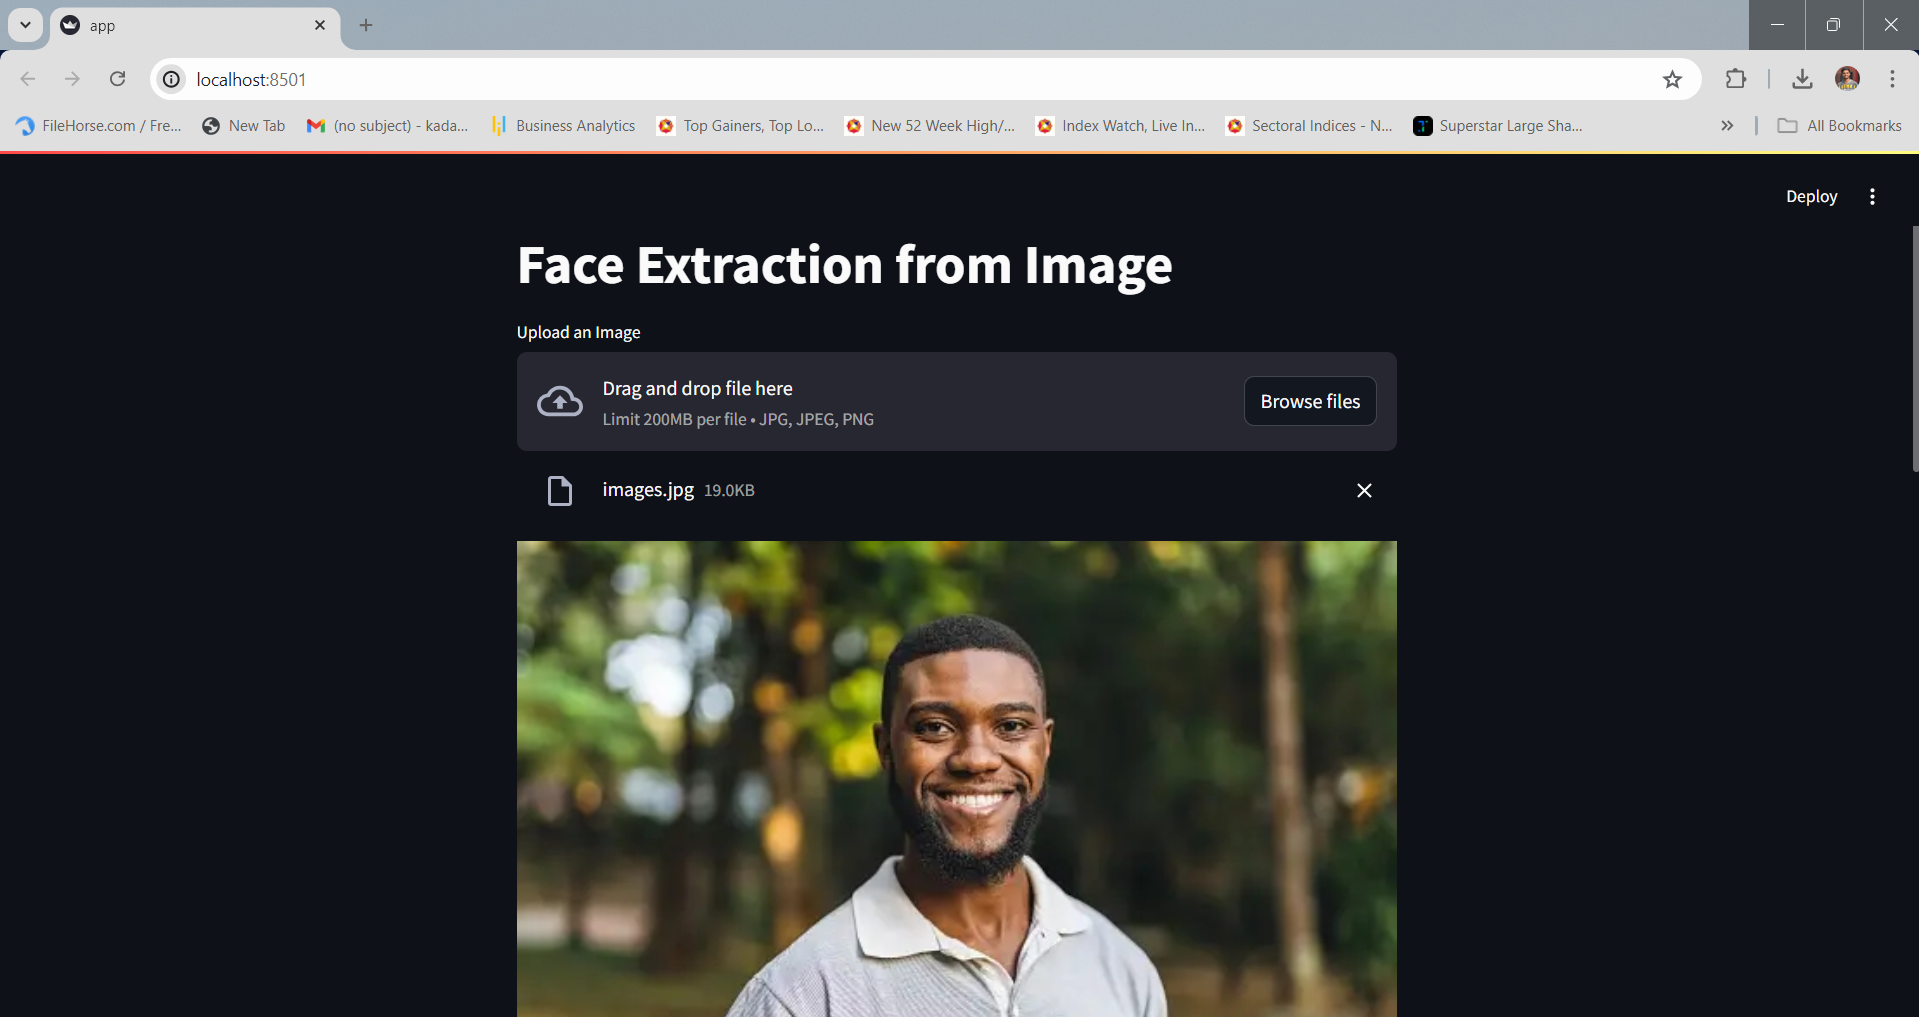 app
localhost:8501
FileHorse.com / Fre...
New Tab
(no subject) - kada...
Business Analytics
Top Gainers, Top Lo...
New 52 Week High/...
Index Watch, Live In...
Sectoral Indices - N...
Superstar Large Sha...
All Bookmarks
Deploy
Face Extraction from Image
Upload an Image
Drag and drop file here
Limit 200MB per file • JPG, JPEG, PNG
Browse files
images.jpg 19.0KB